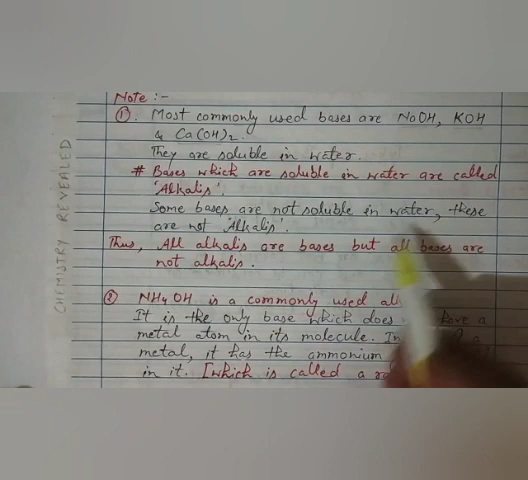 Note :-
①. Most commonly used bases are NaOH, KOH
& Ca(OH)2.
They are soluble in water.
# Bases which are soluble in water are called
'Alkalis'.
Some bases are not soluble in water, these
are not 'Alkalis'.
Thus, All alkalis are bases but all bases are
not alkalis.
② NH4OH is a commonly used
It is the only base which does have a
metal atom in its molecule.
metal, it has the ammonium
in it. [which is called a
CHEMISTRY REVEALED